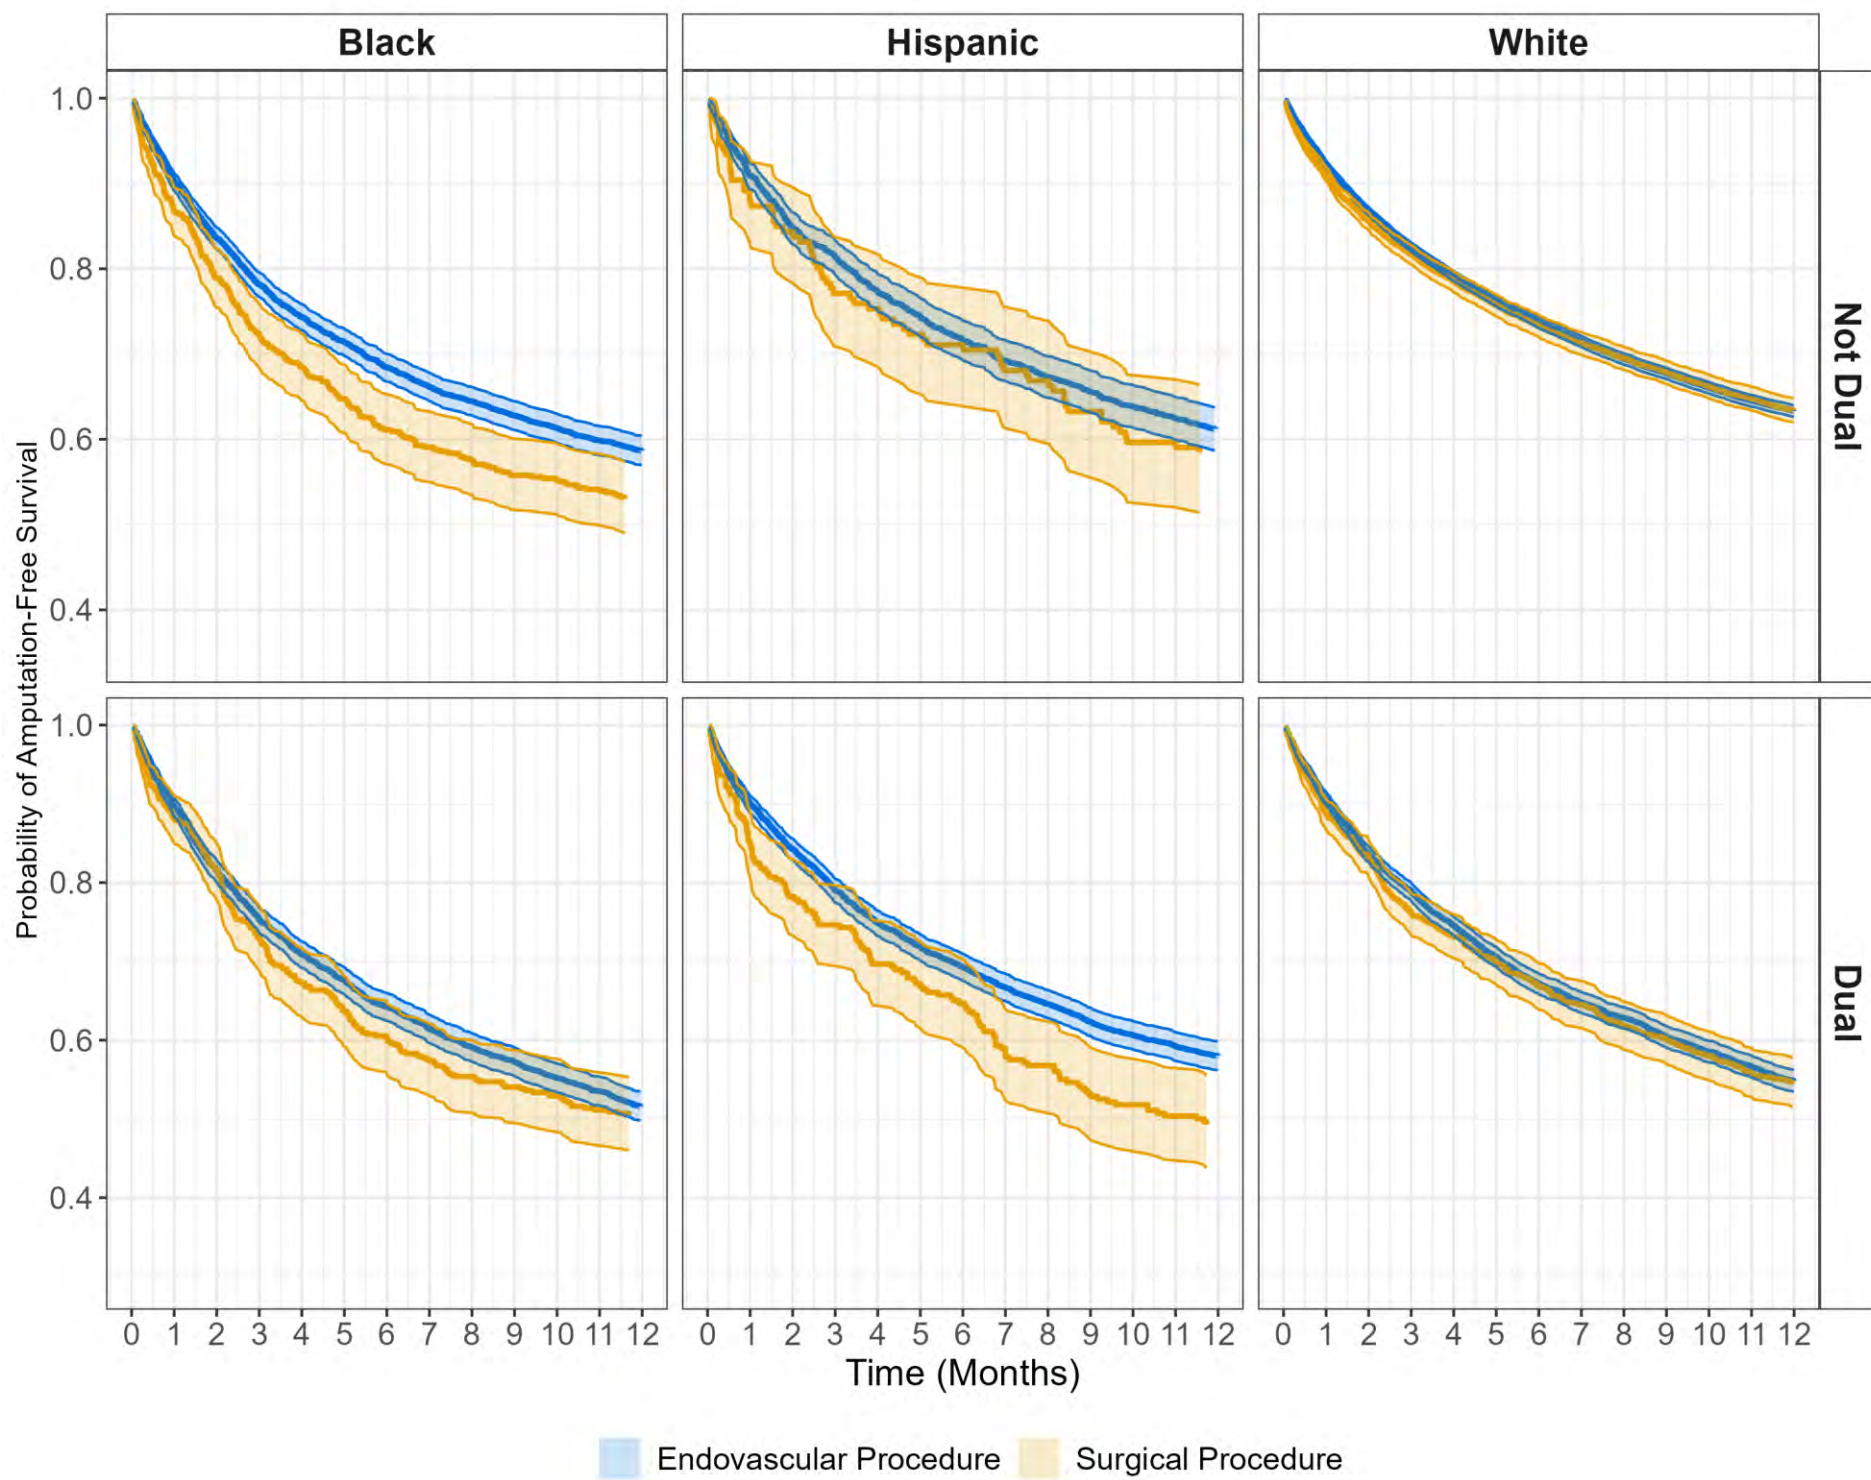 Black Hispanic White
1.0
0.8
0.6
0.4
Not Dual
Probability of Amputation-Free Survival
1.0
0.8
0.6
0.4
Dual
0 1 2 3 4 5 6 7 8 9 10 11 12 0 1 2 3 4 5 6 7 8 9 10 11 12 0 1 2 3 4 5 6 7 8 9 10 11 12
Time (Months)
Endovascular Procedure Surgical Procedure